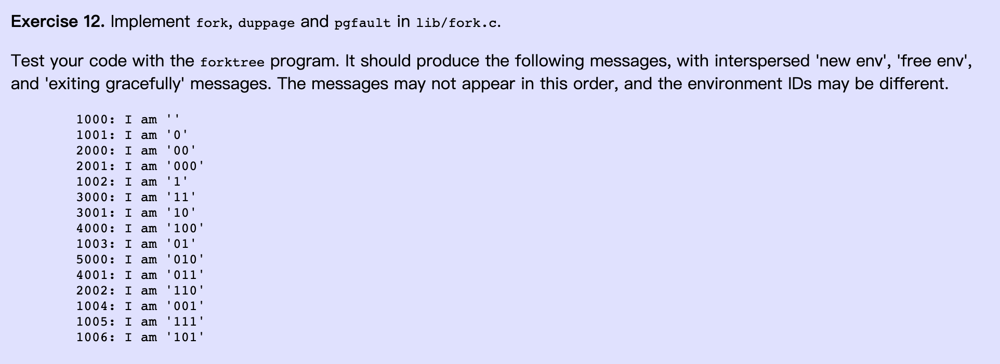 Exercise 12. Implement fork, duppage and pgfault in lib/fork.c.
Test your code with the forktree program. It should produce the following messages, with interspersed 'new env', 'free env',
and 'exiting gracefully' messages. The messages may not appear in this order, and the environment IDs may be different.
1000: I am ''
1001: I am '0'
2000: I am '00'
2001: I am '000'
1002: I am '1'
3000: I am '11'
3001: I am '10'
4000: I am '100'
1003: I am '01'
5000: I am '010'
4001: I am '011'
2002: I am '110'
1004: I am '001'
1005: I am '111'
1006: I am '101'